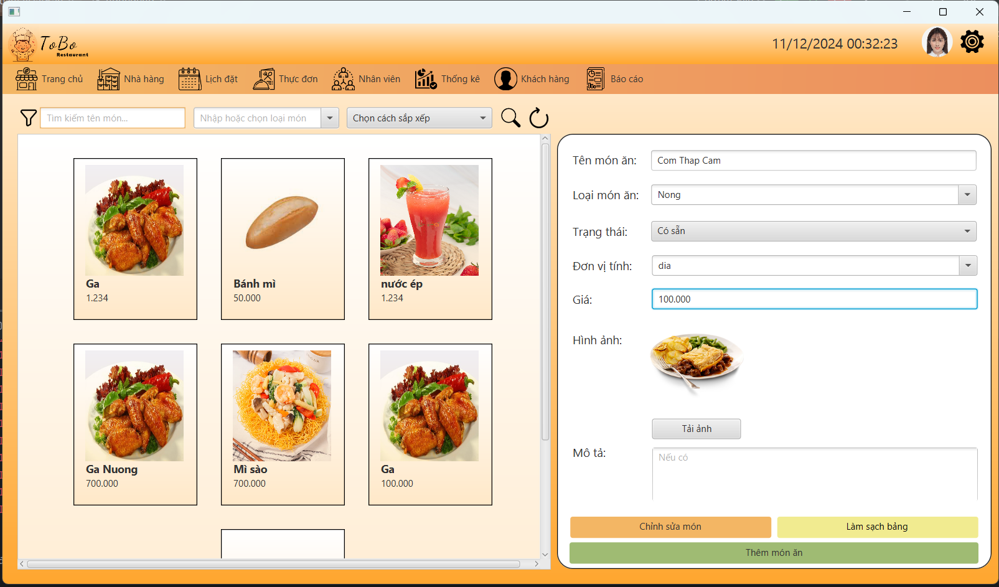 ToBo
Restaurant
11/12/2024 00:32:23
Trang chủ
Nhà hàng
Lịch đặt
Thực đơn
Nhân viên
Thống kê
Khách hàng
Báo cáo
Tìm kiếm tên món...
Nhập hoặc chọn loại món
Chọn cách sắp xếp
Ga
1.234
Bánh mì
50.000
nước ép
1.234
Ga Nuong
700.000
Mì sào
700.000
Ga
100.000
Tên món ăn:
Com Thap Cam
Loại món ăn:
Nong
Trạng thái:
Có sẵn
Đơn vị tính:
dia
Giá:
100.000
Hình ảnh:
Tải ảnh
Mô tả:
Nếu có
Chỉnh sửa món
Làm sạch bảng
Thêm món ăn